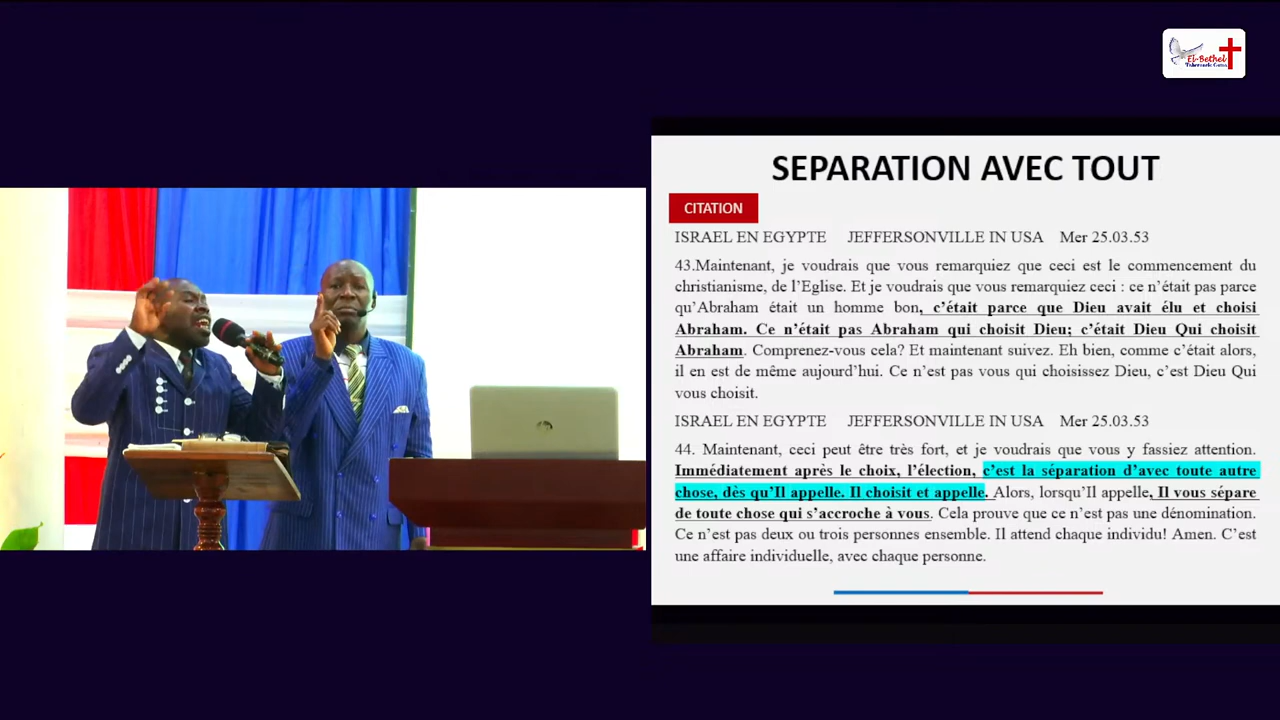 El-Bethel
Tabernacle Goma
SEPARATION AVEC TOUT
CITATION
ISRAEL EN EGYPTE JEFFERSONVILLE IN USA Mer 25.03.53
43.Maintenant, je voudrais que vous remarquiez que ceci est le commencement du
christianisme, de l’Eglise. Et je voudrais que vous remarquiez ceci : ce n’était pas parce
qu’Abraham était un homme bon, c’était parce que Dieu avait élu et choisi
Abraham. Ce n’était pas Abraham qui choisit Dieu; c’était Dieu Qui choisit
Abraham. Comprenez-vous cela? Et maintenant suivez. Eh bien, comme c’était alors,
il en est de même aujourd’hui. Ce n’est pas vous qui choisissez Dieu, c’est Dieu Qui
vous choisit.
ISRAEL EN EGYPTE JEFFERSONVILLE IN USA Mer 25.03.53
44. Maintenant, ceci peut être très fort, et je voudrais que vous y fassiez attention.
Immédiatement après le choix, l’élection, c’est la séparation d’avec toute autre
chose, dès qu’Il appelle. Il choisit et appelle. Alors, lorsqu’Il appelle, Il vous sépare
de toute chose qui s’accroche à vous. Cela prouve que ce n’est pas une dénomination.
Ce n’est pas deux ou trois personnes ensemble. Il attend chaque individu! Amen. C’est
une affaire individuelle, avec chaque personne.